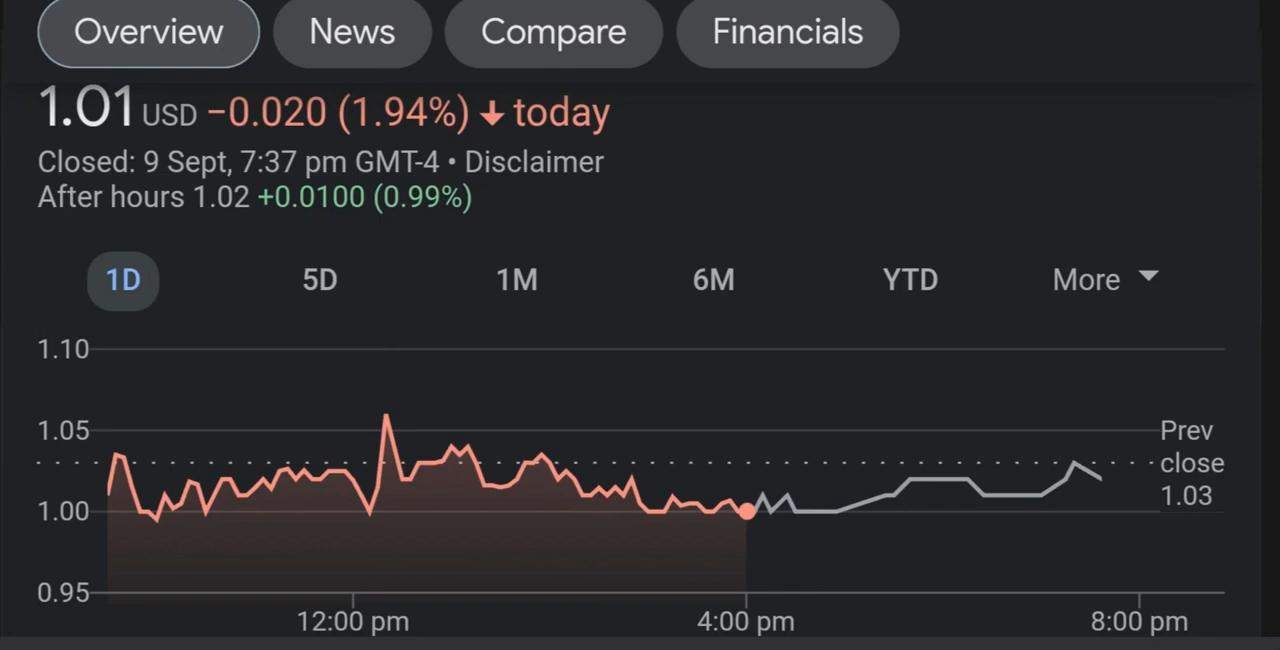 Overview News Compare Financials
1.01 USD −0.020 (1.94%) ↓ today
Closed: 9 Sept, 7:37 pm GMT-4 • Disclaimer
After hours 1.02 +0.0100 (0.99%)
1D 5D 1M 6M YTD More
1.10
1.05
1.00
0.95
Prev
close
1.03
12:00 pm 4:00 pm 8:00 pm